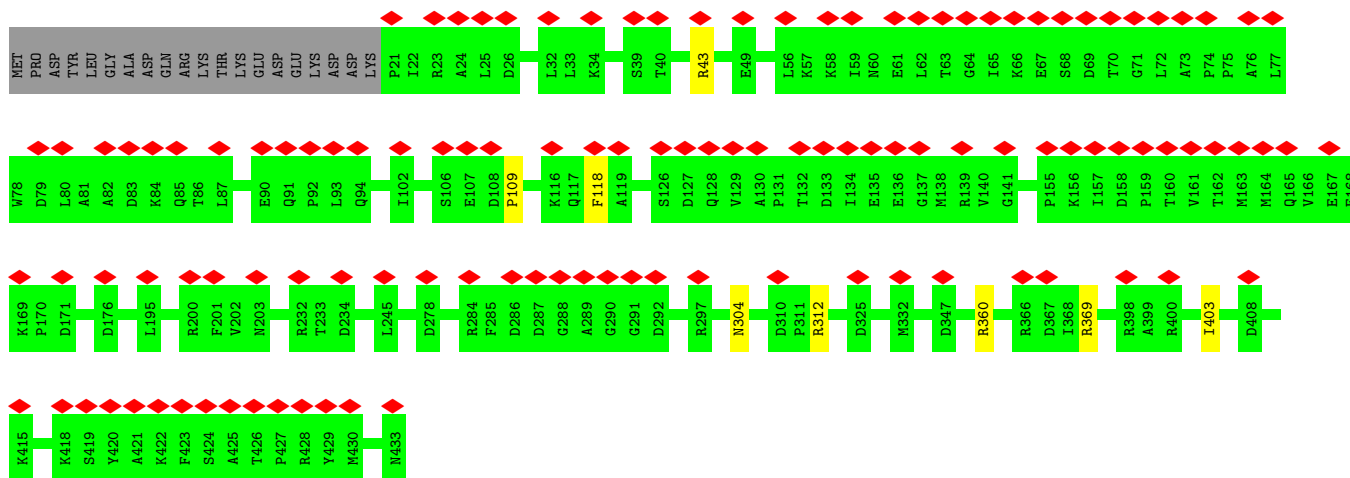 MET PRO ASP TYR LEU GLY ALA ASP GLN ARG LYS THR LYS GLU ASP GLU LYS ASP ASP LYS P21 I22 R23 A24 L25 D26 L32 L33 K34 S39 T40 R43 E49 L56 K57 K58 I59 N60 E61 L62 T63 G64 I65 K66 E67 S68 D69 T70 G71 L72 A73 P74 P75 A76 L77
W78 D79 L80 A81 A82 D83 K84 Q85 T86 L87 E90 Q91 P92 L93 Q94 I102 S106 E107 D108 P109 K116 Q117 F118 A119 S126 D127 Q128 V129 A130 P131 T132 D133 I134 E135 E136 G137 M138 R139 V140 G141 P155 K156 I157 D158 P159 T160 V161 T162 M163 M164 Q165 V166 E167
K169 P170 D171 D176 L195 R200 F201 V202 N203 R232 T233 D234 L245 D278 R284 F285 D286 D287 G288 A289 G290 G291 D292 R297 N304 D310 P311 R312 D325 M332 D347 R360 R366 D367 I368 R369 R398 A399 R400 I403 D408
K415 K418 S419 Y420 A421 K422 F423 S424 A425 T426 P427 R428 Y429 M430 N433